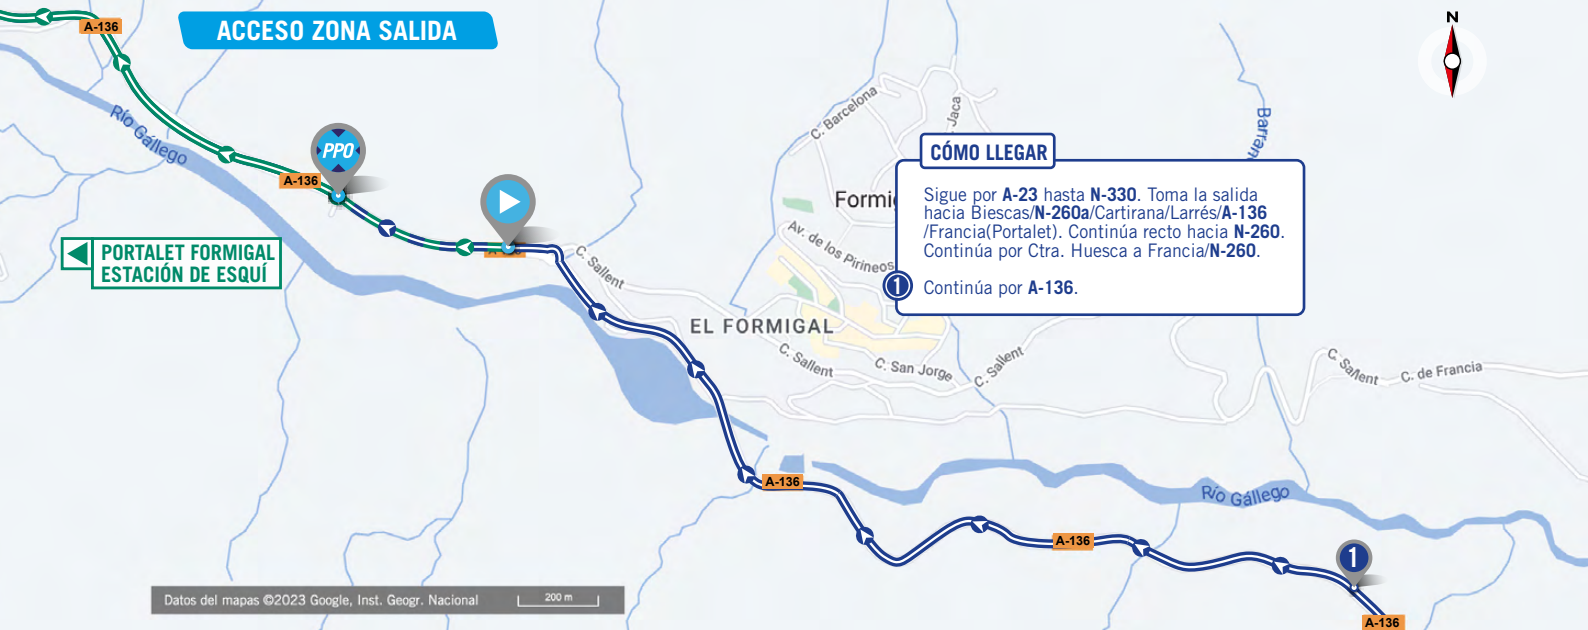 ACCESO ZONA SALIDA
N
A-136
Río Gállego
PPO
A-136
PORTALET FORMIGAL
ESTACIÓN DE ESQUÍ
C. Sallent
C. Barcelona
Jaca
Av. de los Pirineos
EL FORMIGAL
C. Sallent
C. San Jorge
C. Sallent
CÓMO LLEGAR
Sigue por A-23 hasta N-330. Toma la salida
hacia Biescas/N-260a/Cartirana/Larrés/A-136
/Francia(Portalet). Continúa recto hacia N-260.
Continúa por Ctra. Huesca a Francia/N-260.
1 Continúa por A-136.
C. Sallent
C. de Francia
A-136
Río Gállego
A-136
1
A-136
Datos del mapas ©2023 Google, Inst. Geogr. Nacional
200 m